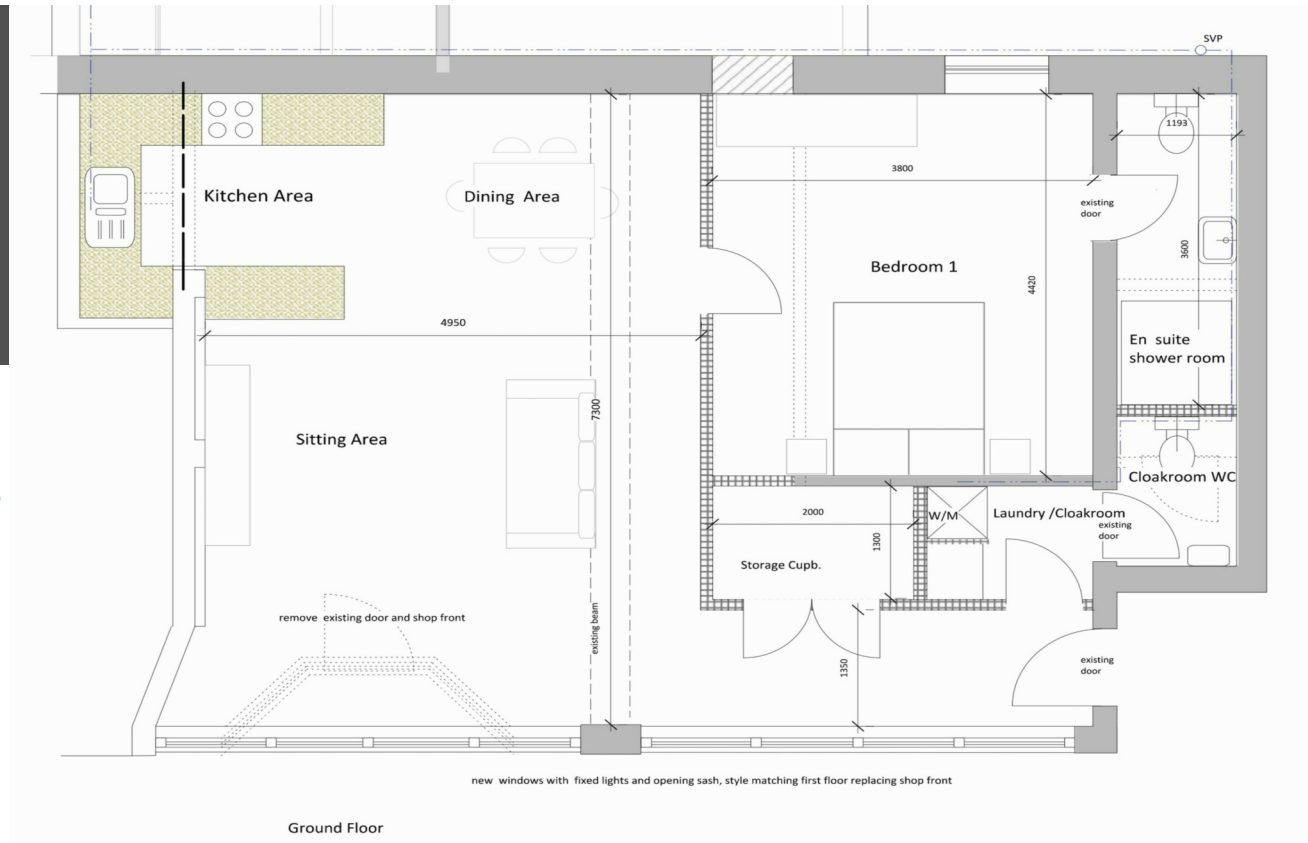 SVP
1193
Kitchen Area
Dining Area
3800
existing
door
3600
Bedroom 1
4420
4950
En suite
shower room
7300
Sitting Area
Cloakroom WC
2000
W/M
Laundry /Cloakroom
existing
door
1300
Storage Cupb.
remove existing door and shop front
existing beam
1350
existing
door
new windows with fixed lights and opening sash, style matching first floor replacing shop front
Ground Floor